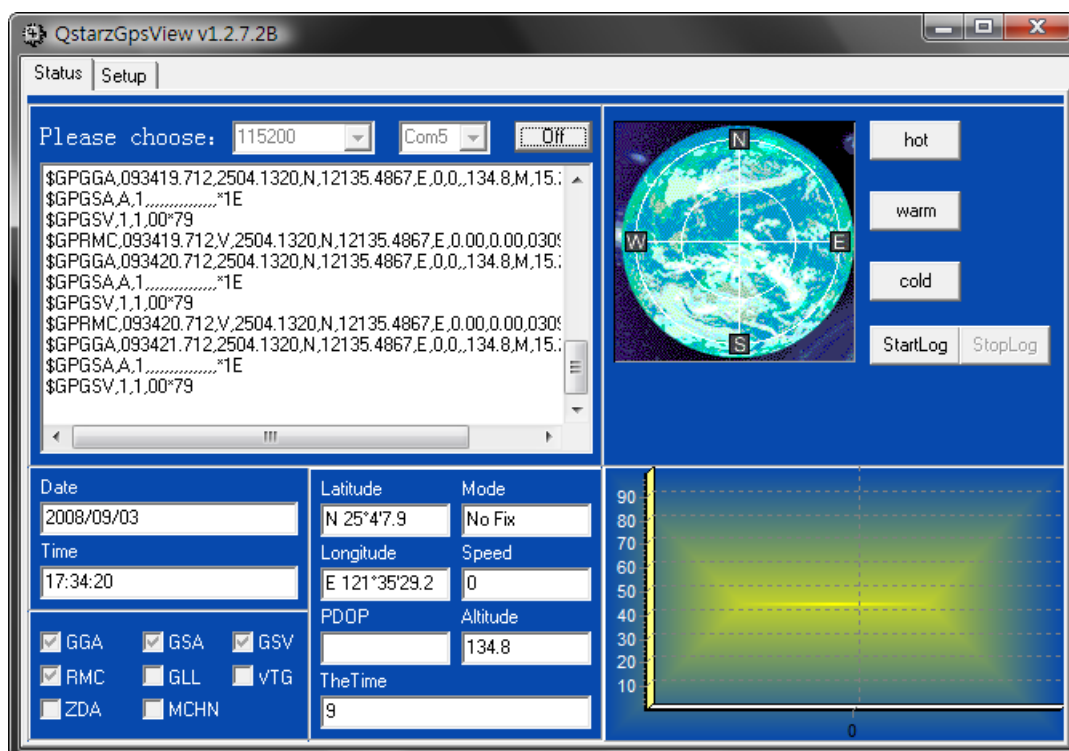 QstarzGpsView v1.2.7.2B
Status Setup
Please choose: 115200 Com5 Off
$GPGGA,093419.712,2504.1320,N,12135.4867,E,0,0,,134.8,M,15.
$GPGSA,A,1,,,,,,,,,,,,,,,*1E
$GPGSV,1,1,00*79
$GPRMC,093419.712,V,2504.1320,N,12135.4867,E,0.00,0.00,0309
$GPGGA,093420.712,2504.1320,N,12135.4867,E,0,0,,134.8,M,15.
$GPGSA,A,1,,,,,,,,,,,,,,,*1E
$GPGSV,1,1,00*79
$GPRMC,093420.712,V,2504.1320,N,12135.4867,E,0.00,0.00,0309
$GPGGA,093421.712,2504.1320,N,12135.4867,E,0,0,,134.8,M,15.
$GPGSA,A,1,,,,,,,,,,,,,,,*1E
$GPGSV,1,1,00*79
N
W E
S
hot
warm
cold
StartLog StopLog
Date
2008/09/03
Time
17:34:20
GGA GSA GSV
RMC GLL VTG
ZDA MCHN
Latitude Mode
N 25°4'7.9 No Fix
Longitude Speed
E 121°35'29.2 0
PDOP Altitude
134.8
TheTime
9
90
80
70
60
50
40
30
20
10
0